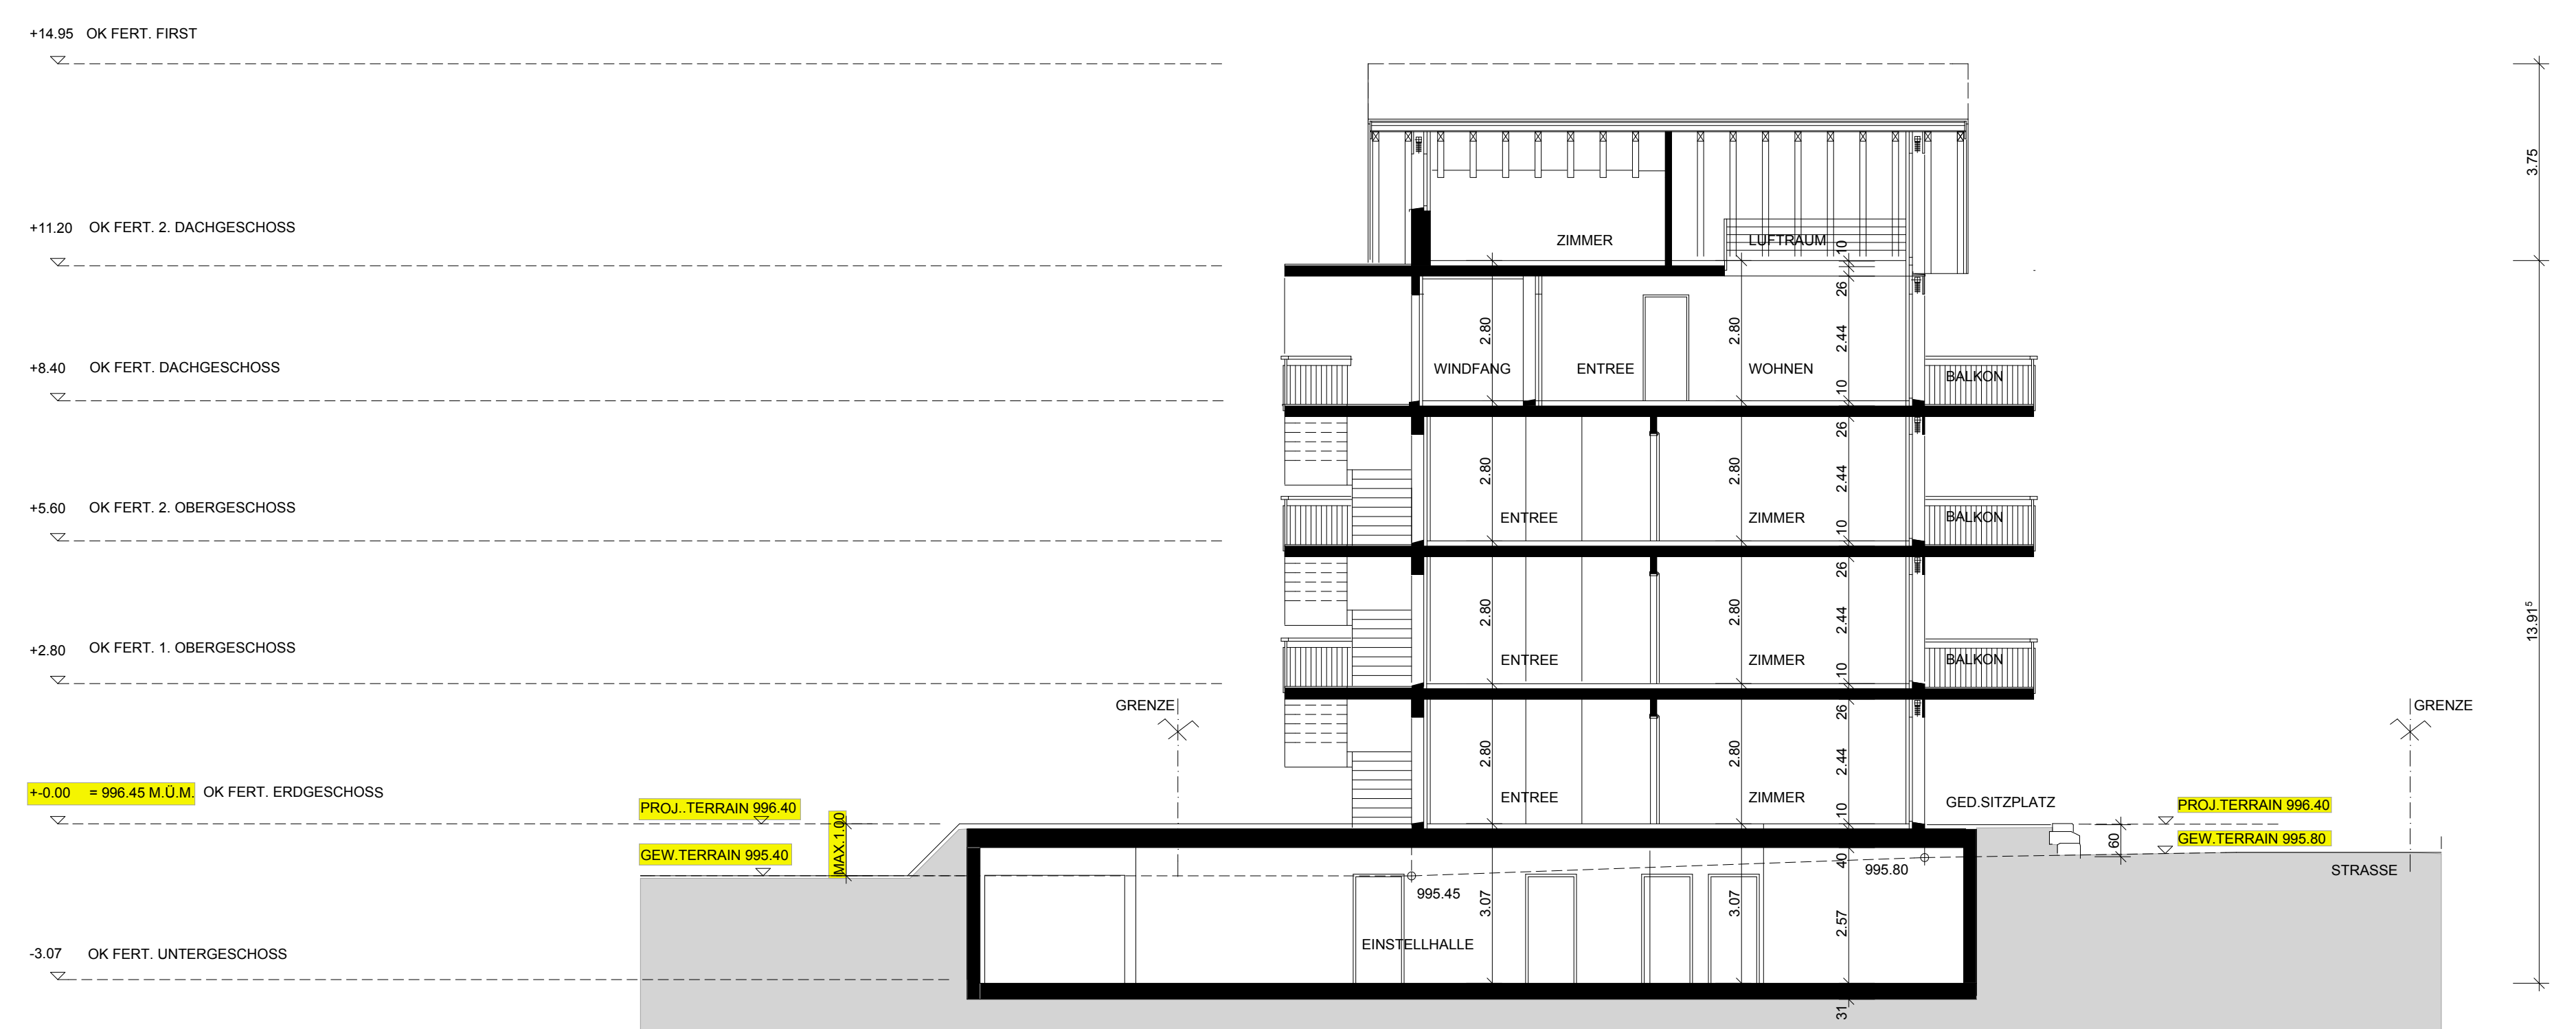 +14.95 OK FERT. FIRST
3.75
+11.20 OK FERT. 2. DACHGESCHOSS
ZIMMER LUFTRAUM 10
26
2.80 2.80 2.44
+8.40 OK FERT. DACHGESCHOSS
WINDFANG ENTREE WOHNEN BALKON
10
26
2.80 2.80 2.44
+5.60 OK FERT. 2. OBERGESCHOSS
ENTREE ZIMMER BALKON
10
26
2.80 2.80 2.44
13.91⁵
+2.80 OK FERT. 1. OBERGESCHOSS
ENTREE ZIMMER BALKON
10
GRENZE 26 GRENZE
2.80 2.80 2.44
+-0.00 = 996.45 M.Ü.M. OK FERT. ERDGESCHOSS
ENTREE ZIMMER GED.SITZPLATZ
10
PROJ..TERRAIN 996.40 PROJ.TERRAIN 996.40
MAX.1.00 60
GEW.TERRAIN 995.40 GEW.TERRAIN 995.80
40 995.80 STRASSE
995.45
3.07 3.07 2.57
EINSTELLHALLE
-3.07 OK FERT. UNTERGESCHOSS
31